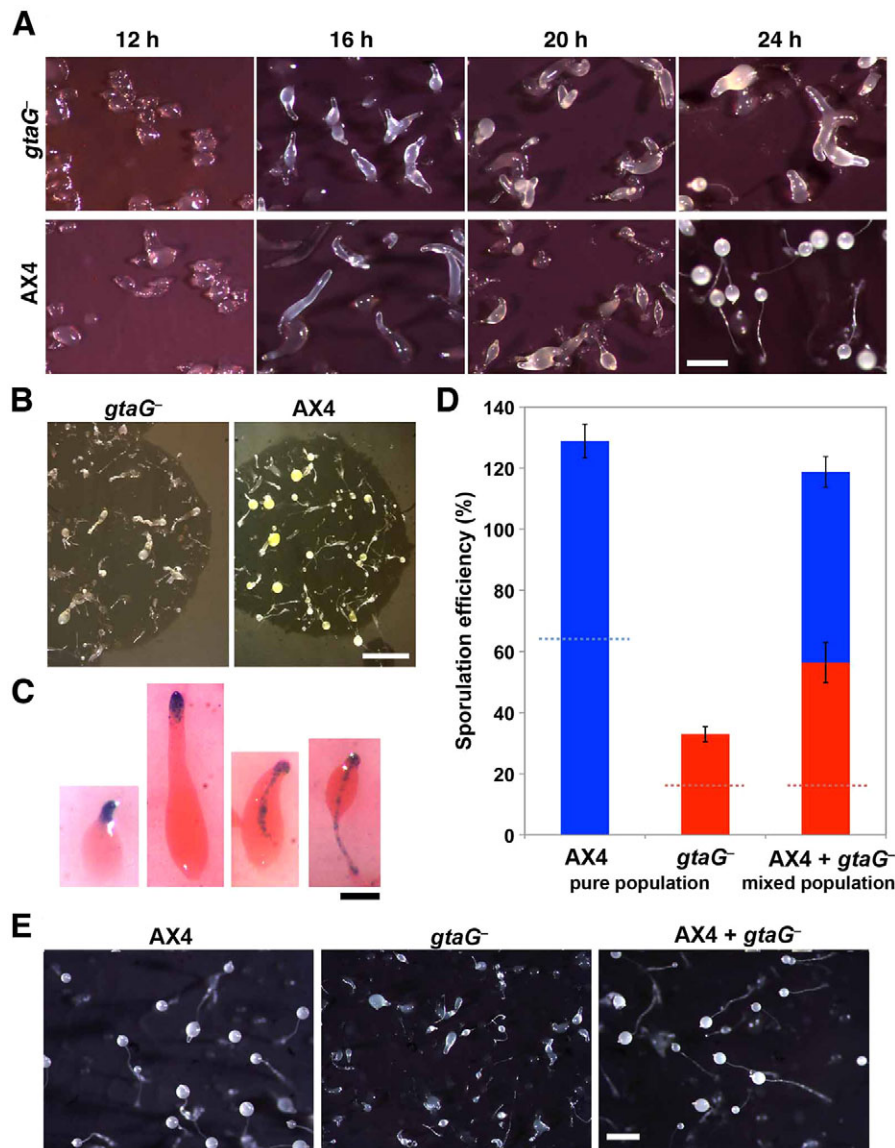 A
12 h 16 h 20 h 24 h
gtaG–
AX4
B
gtaG– AX4
C
D
Sporulation efficiency (%)
140
120
100
80
60
40
20
0
AX4 gtaG– AX4 + gtaG–
pure population mixed population
E
AX4 gtaG– AX4 + gtaG–